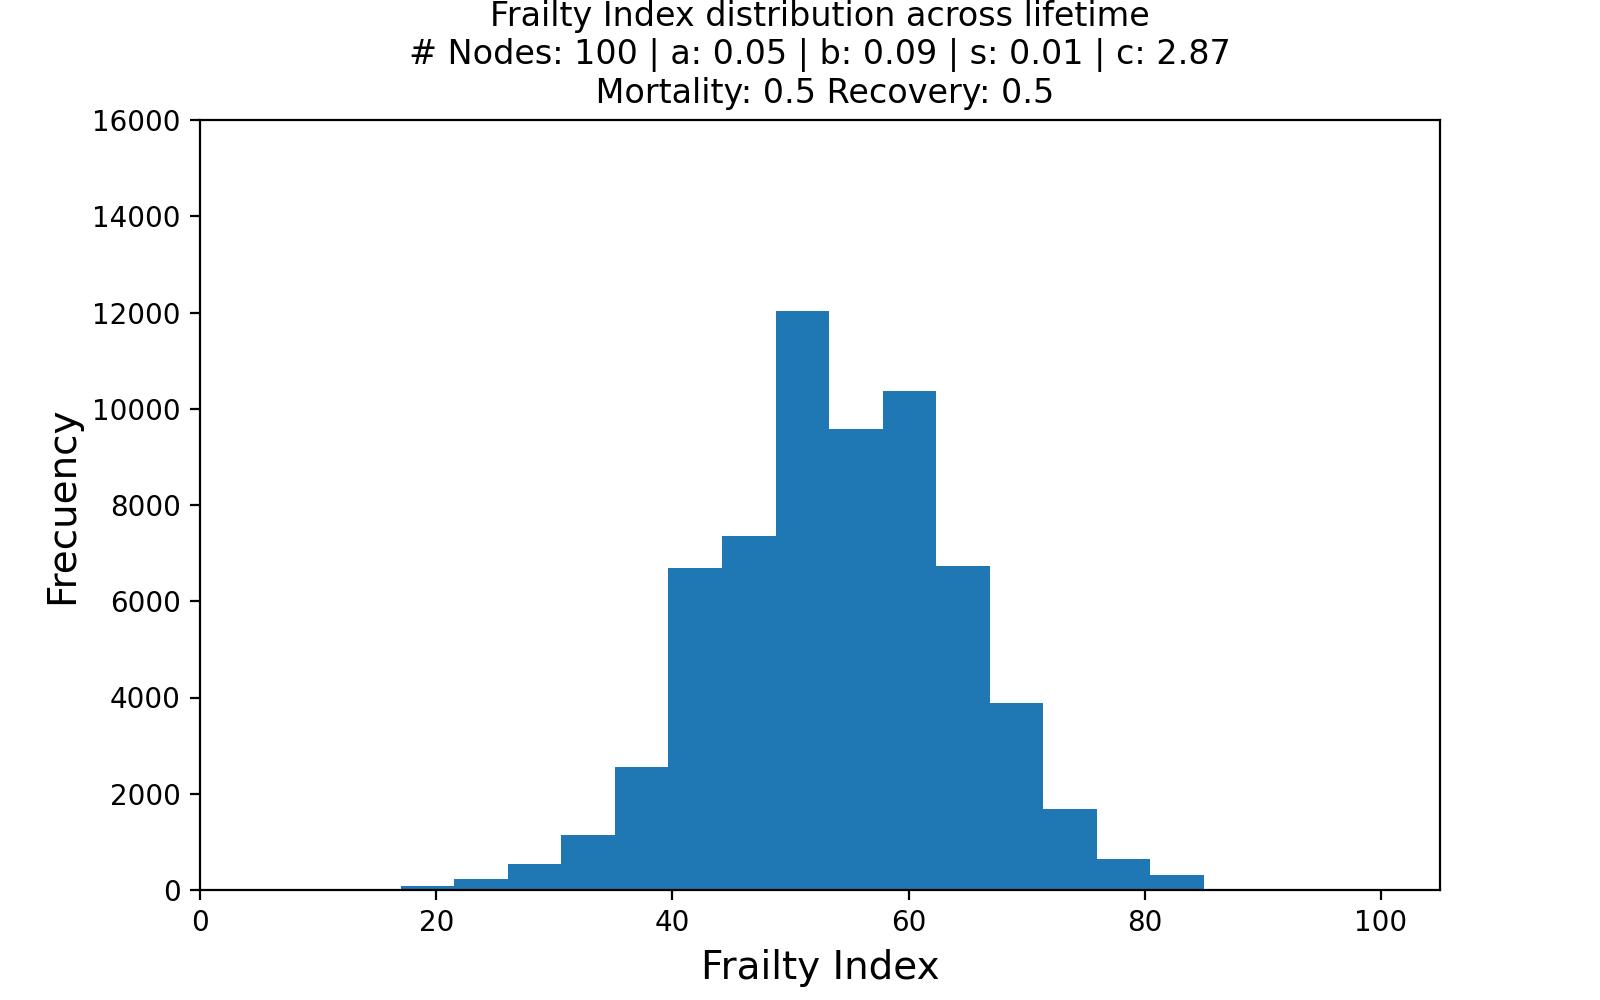 Frailty Index distribution across lifetime
# Nodes: 100 | a: 0.05 | b: 0.09 | s: 0.01 | c: 2.87
Mortality: 0.5 Recovery: 0.5
16000
14000
12000
10000
8000
6000
4000
2000
0
Frecuency
0 20 40 60 80 100
Frailty Index